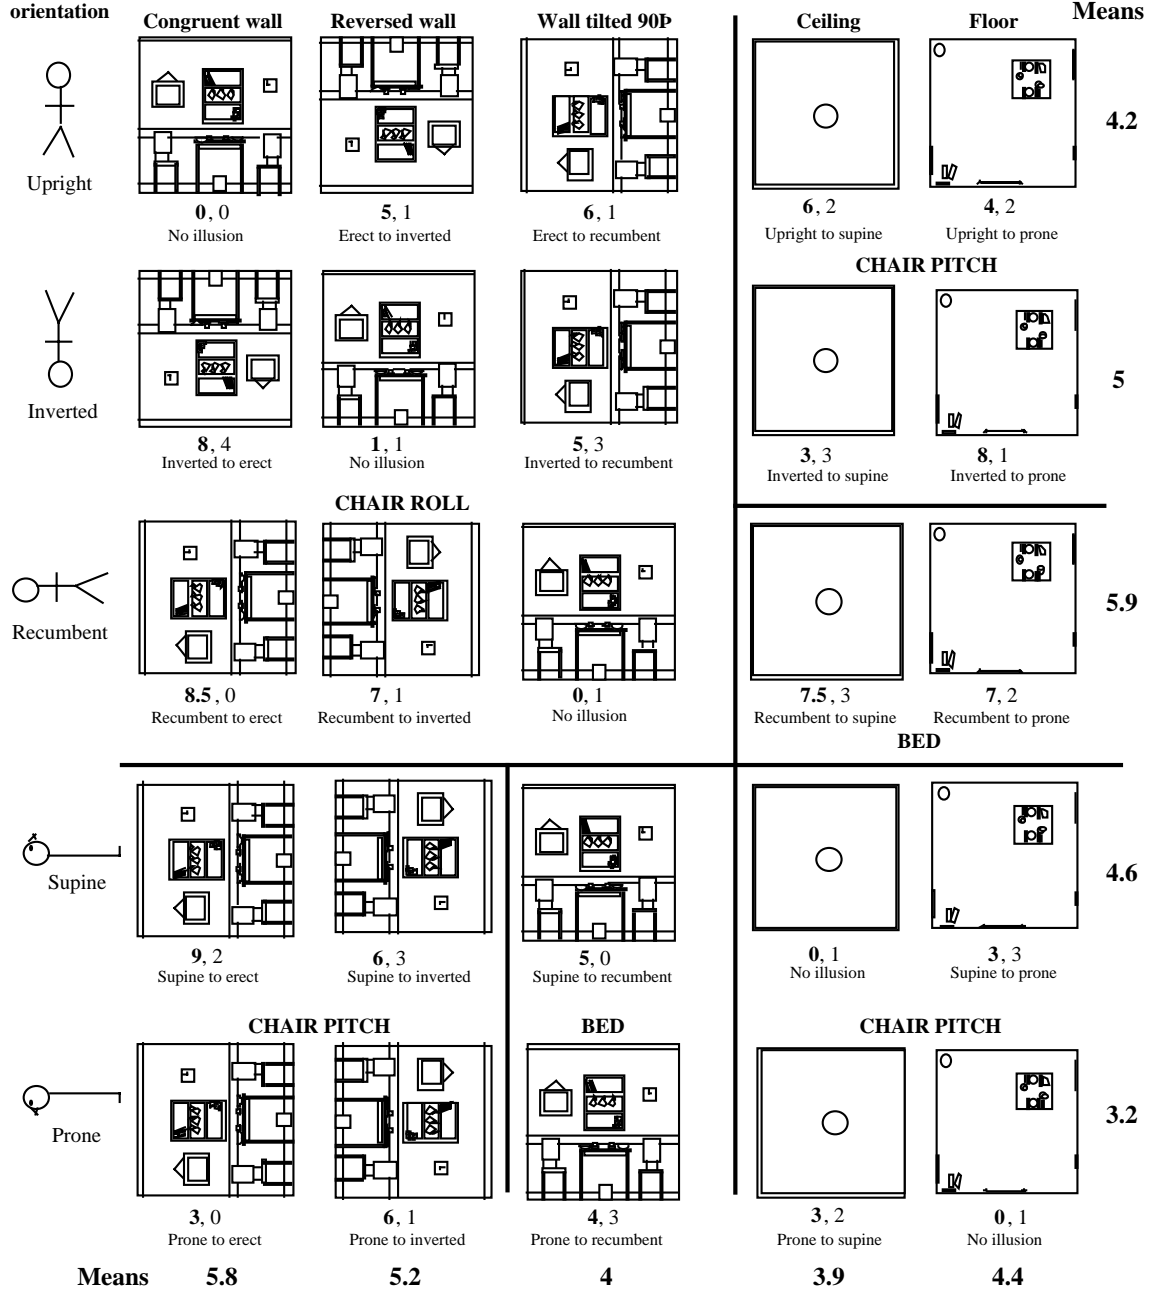 orientation
Congruent wall Reversed wall Wall tilted 90Þ Ceiling Floor Means
Upright
0, 0 5, 1 6, 1 6, 2 4, 2 4.2
No illusion Erect to inverted Erect to recumbent Upright to supine Upright to prone
CHAIR PITCH
Inverted
8, 4 1, 1 5, 3 3, 3 8, 1 5
Inverted to erect No illusion Inverted to recumbent Inverted to supine Inverted to prone
CHAIR ROLL
Recumbent
8.5, 0 7, 1 0, 1 7.5, 3 7, 2 5.9
Recumbent to erect Recumbent to inverted No illusion Recumbent to supine Recumbent to prone
BED
Supine
9, 2 6, 3 5, 0 0, 1 3, 3 4.6
Supine to erect Supine to inverted Supine to recumbent No illusion Supine to prone
CHAIR PITCH BED CHAIR PITCH
Prone
3, 0 6, 1 4, 3 3, 2 0, 1 3.2
Prone to erect Prone to inverted Prone to recumbent Prone to supine No illusion
Means 5.8 5.2 4 3.9 4.4